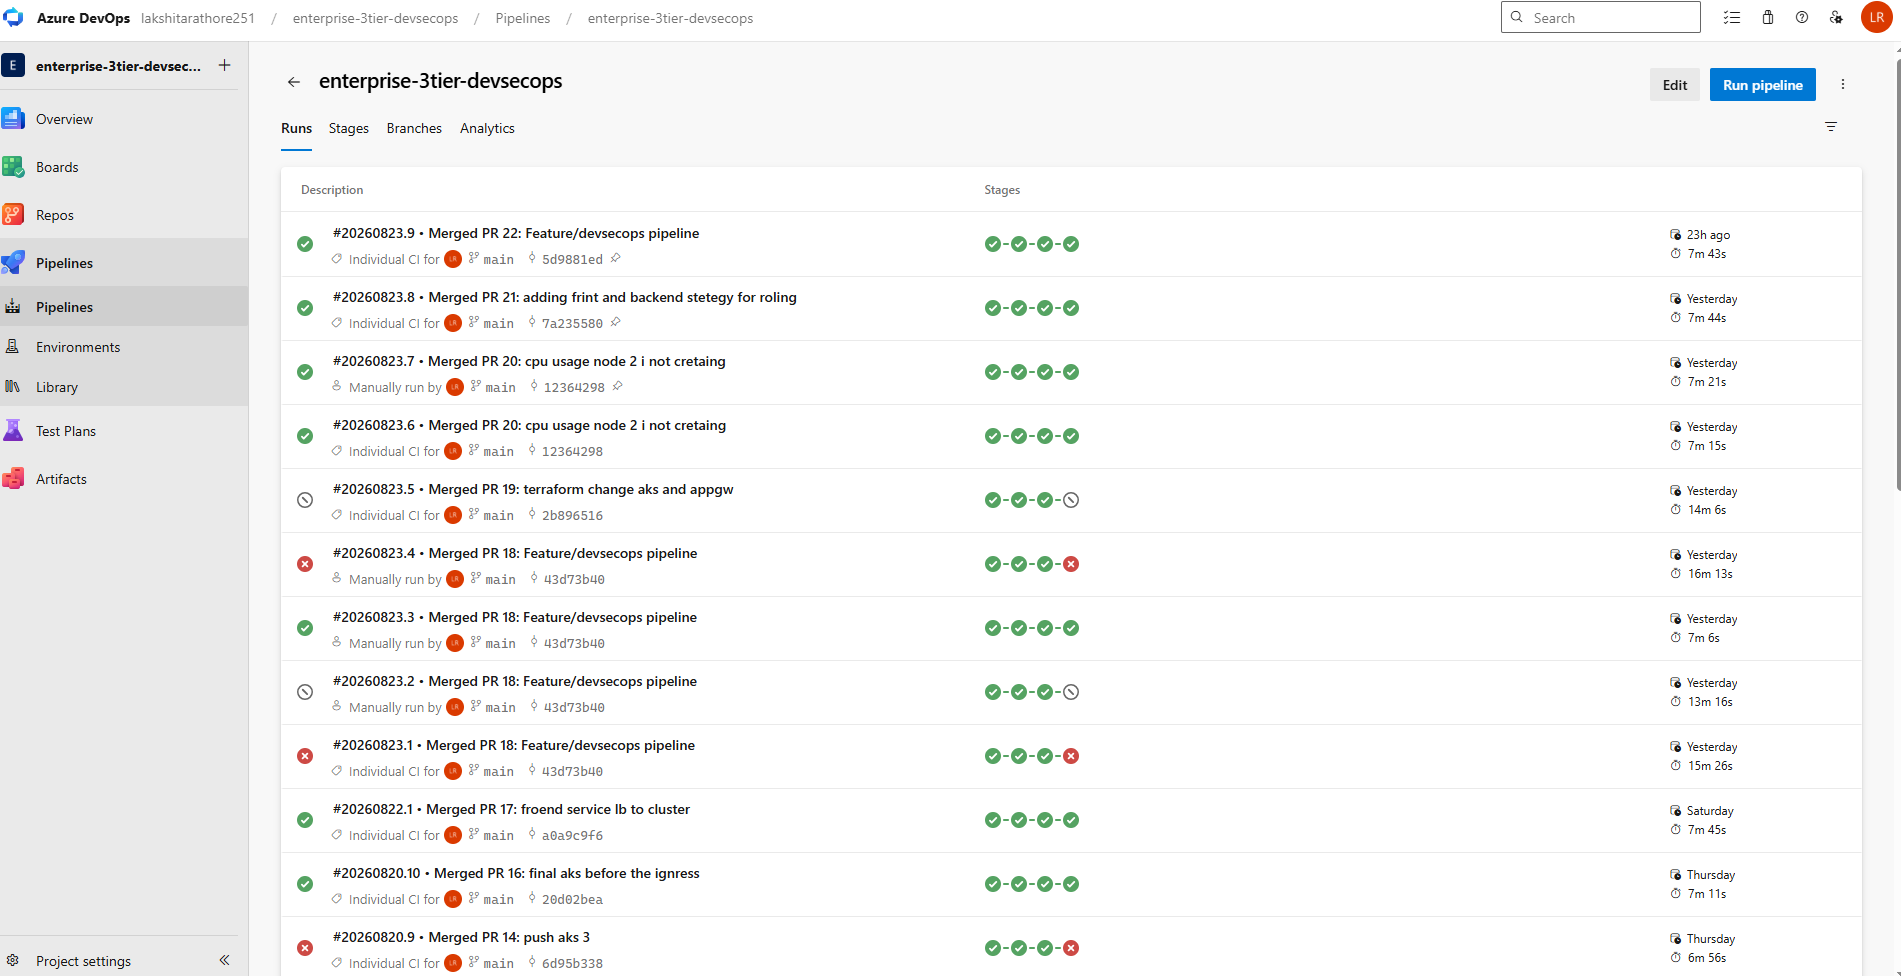 Azure DevOps lakshitarathore251 / enterprise-3tier-devsecops / Pipelines / enterprise-3tier-devsecops
Search
LR
E enterprise-3tier-devsec...
Overview
Boards
Repos
Pipelines
Pipelines
Environments
Library
Test Plans
Artifacts
Project settings
enterprise-3tier-devsecops
Edit
Run pipeline
Runs Stages Branches Analytics
Description Stages
#20260823.9 • Merged PR 22: Feature/devsecops pipeline
Individual CI for LR main 5d9881ed
23h ago
7m 43s
#20260823.8 • Merged PR 21: adding frint and backend stetegy for roling
Individual CI for LR main 7a235580
Yesterday
7m 44s
#20260823.7 • Merged PR 20: cpu usage node 2 i not cretaing
Manually run by LR main 12364298
Yesterday
7m 21s
#20260823.6 • Merged PR 20: cpu usage node 2 i not cretaing
Individual CI for LR main 12364298
Yesterday
7m 15s
#20260823.5 • Merged PR 19: terraform change aks and appgw
Individual CI for LR main 2b896516
Yesterday
14m 6s
#20260823.4 • Merged PR 18: Feature/devsecops pipeline
Manually run by LR main 43d73b40
Yesterday
16m 13s
#20260823.3 • Merged PR 18: Feature/devsecops pipeline
Manually run by LR main 43d73b40
Yesterday
7m 6s
#20260823.2 • Merged PR 18: Feature/devsecops pipeline
Manually run by LR main 43d73b40
Yesterday
13m 16s
#20260823.1 • Merged PR 18: Feature/devsecops pipeline
Individual CI for LR main 43d73b40
Yesterday
15m 26s
#20260822.1 • Merged PR 17: froend service lb to cluster
Individual CI for LR main a0a9c9f6
Saturday
7m 45s
#20260820.10 • Merged PR 16: final aks before the ignress
Individual CI for LR main 20d02bea
Thursday
7m 11s
#20260820.9 • Merged PR 14: push aks 3
Individual CI for LR main 6d95b338
Thursday
6m 56s